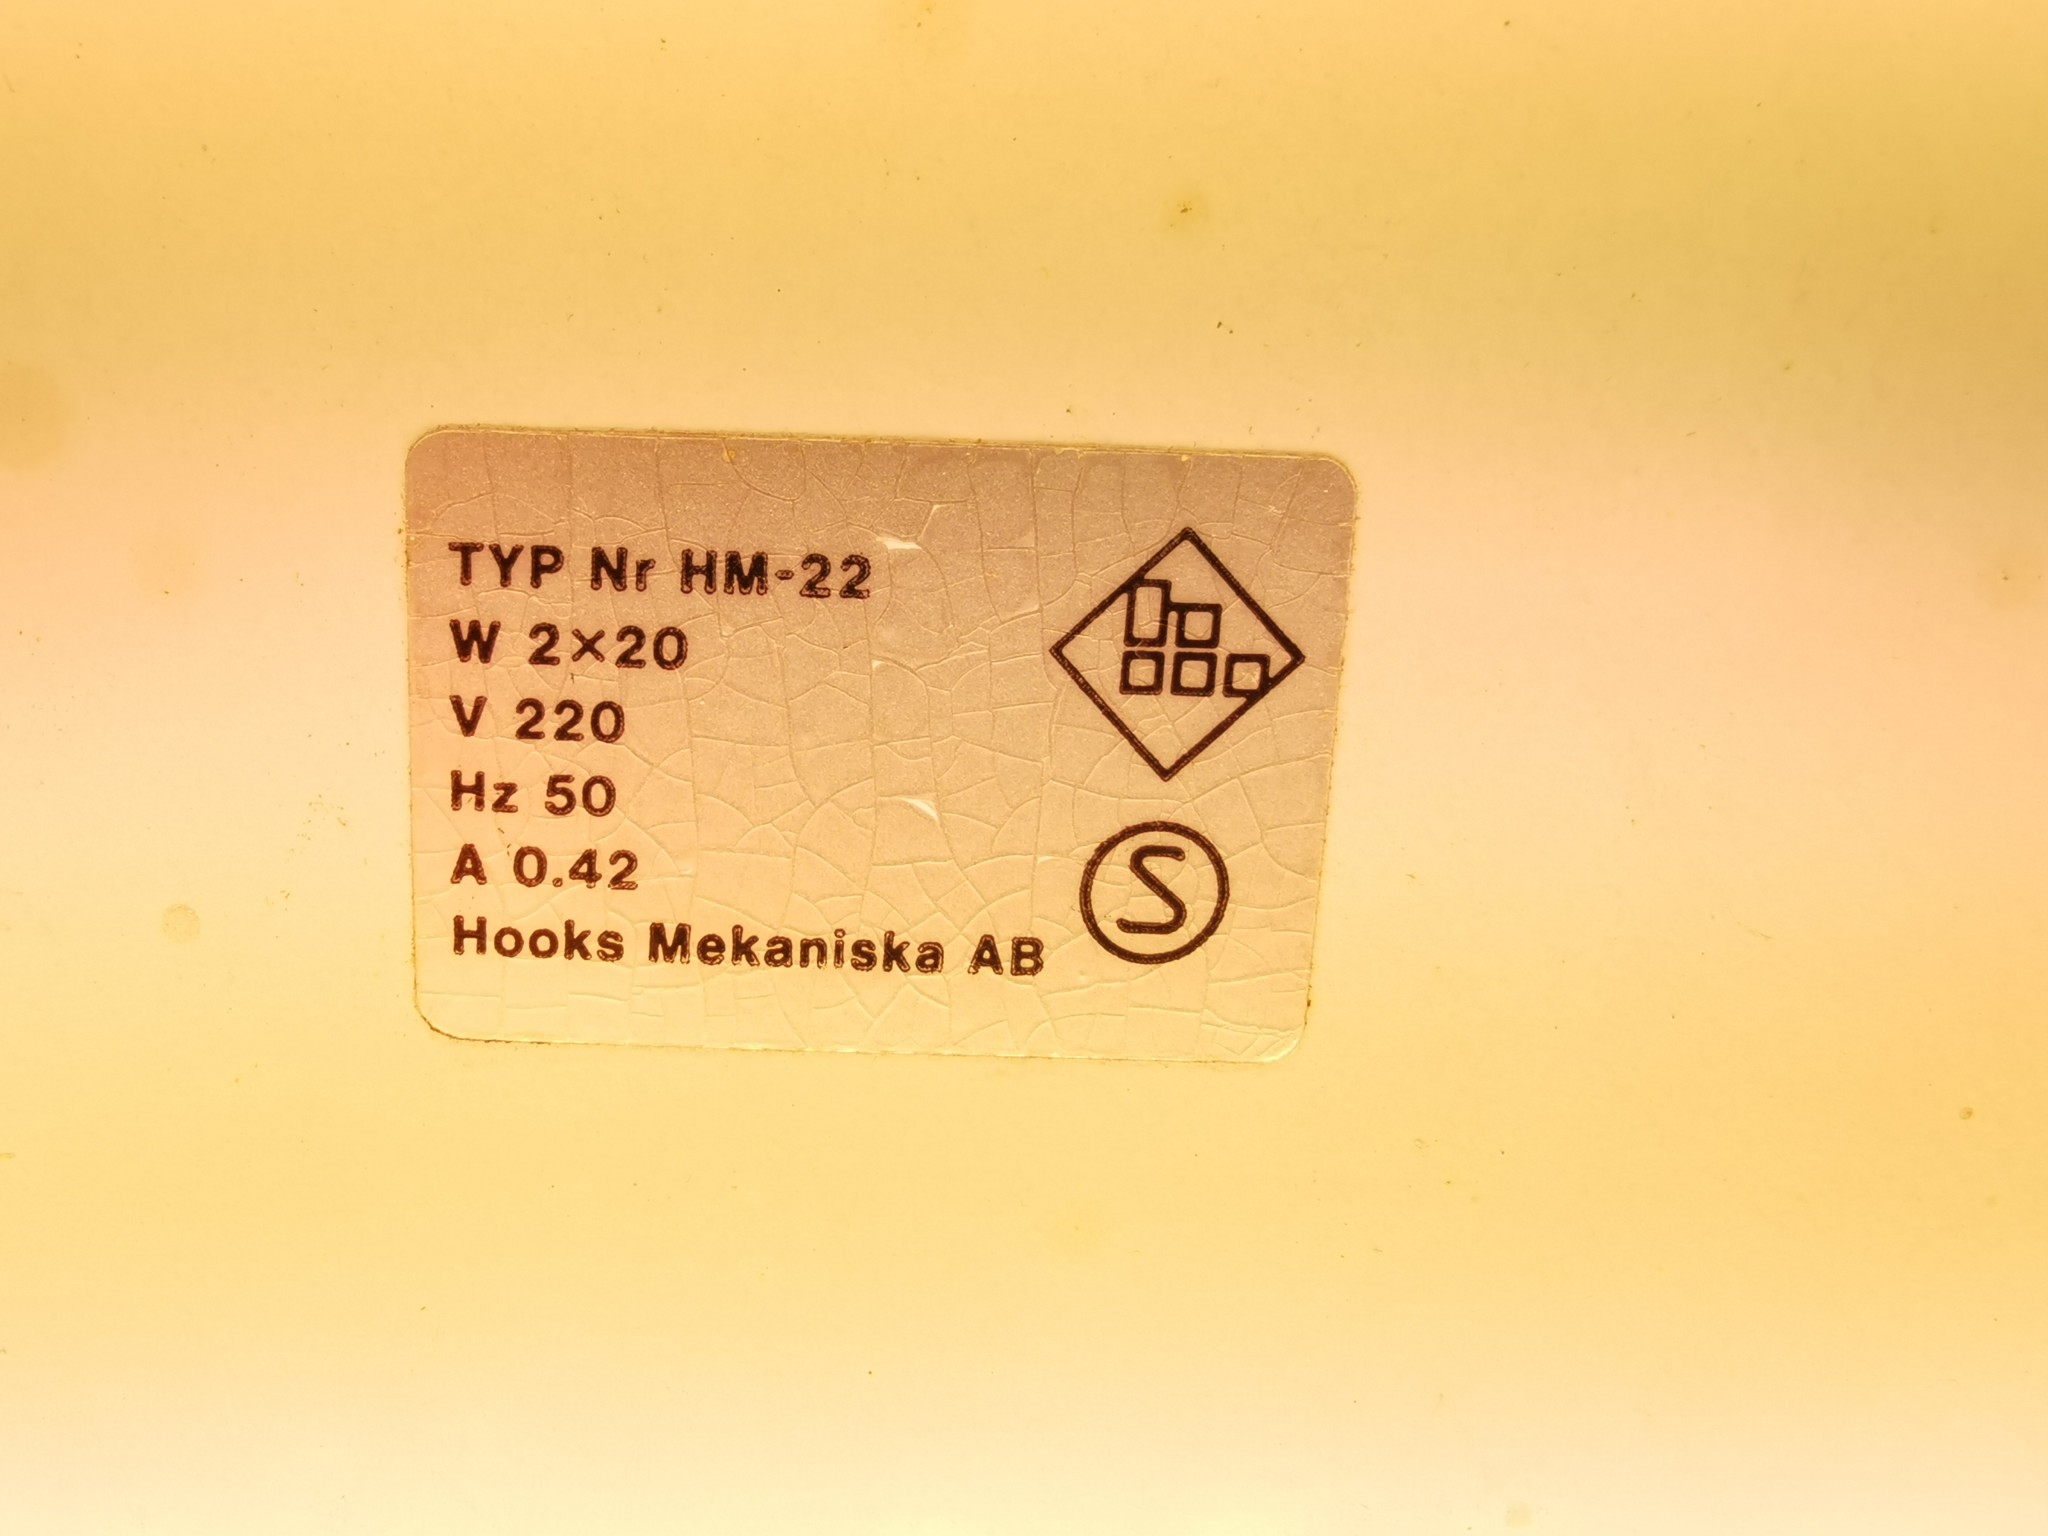 TYP Nr HM-22
W 2×20
V 220
Hz 50
A 0.42
Hooks Mekaniska AB
S